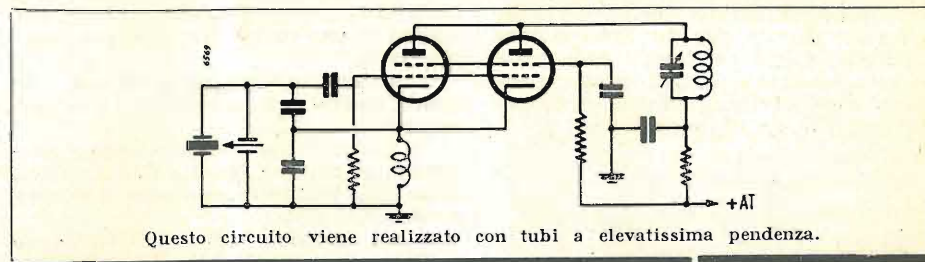 6569
+AT
Questo circuito viene realizzato con tubi a elevatissima pendenza.